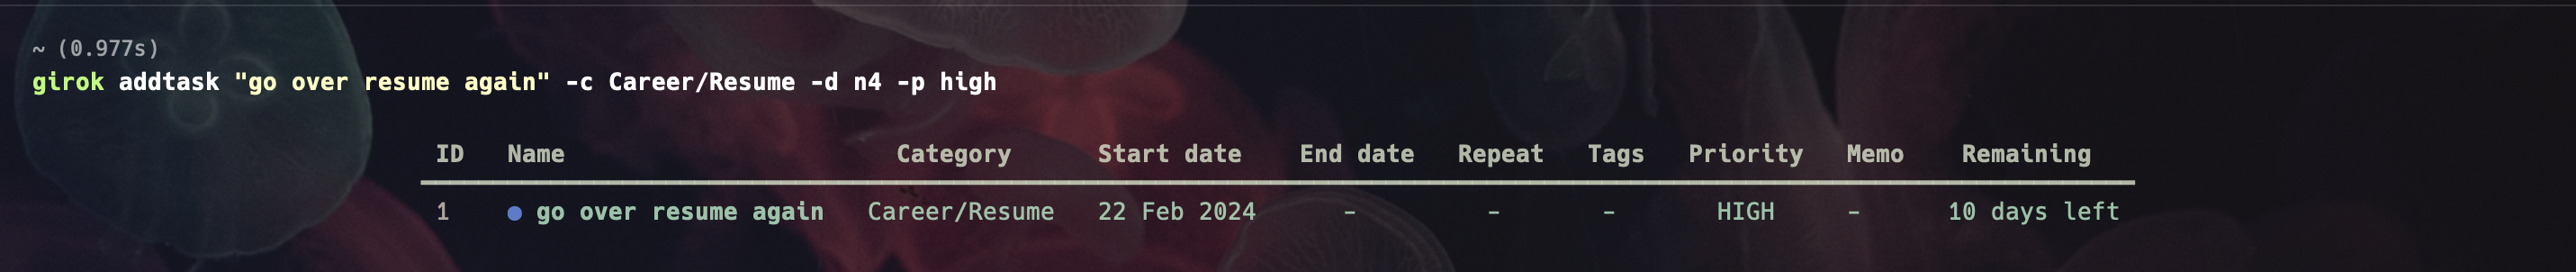 ~ (0.977s)
girok addtask "go over resume again" -c Career/Resume -d n4 -p high
ID Name Category Start date End date Repeat Tags Priority Memo Remaining
1 ● go over resume again Career/Resume 22 Feb 2024 - - - HIGH - 10 days left